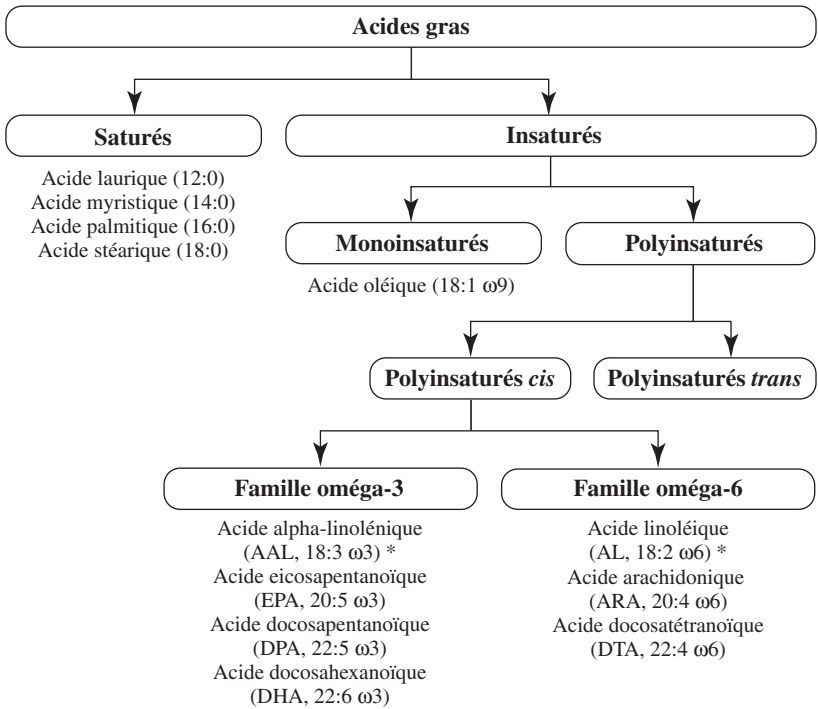 Acides gras
Saturés
Acide laurique (12:0)
Acide myristique (14:0)
Acide palmitique (16:0)
Acide stéarique (18:0)
Insaturés
Monoinsaturés
Acide oléique (18:1 ω9)
Polyinsaturés
Polyinsaturés cis
Polyinsaturés trans
Famille oméga-3
Acide alpha-linolénique
(AAL, 18:3 ω3) *
Acide eicosapentanoïque
(EPA, 20:5 ω3)
Acide docosapentanoïque
(DPA, 22:5 ω3)
Acide docosahexanoïque
(DHA, 22:6 ω3)
Famille oméga-6
Acide linoléique
(AL, 18:2 ω6) *
Acide arachidonique
(ARA, 20:4 ω6)
Acide docosatétranoïque
(DTA, 22:4 ω6)